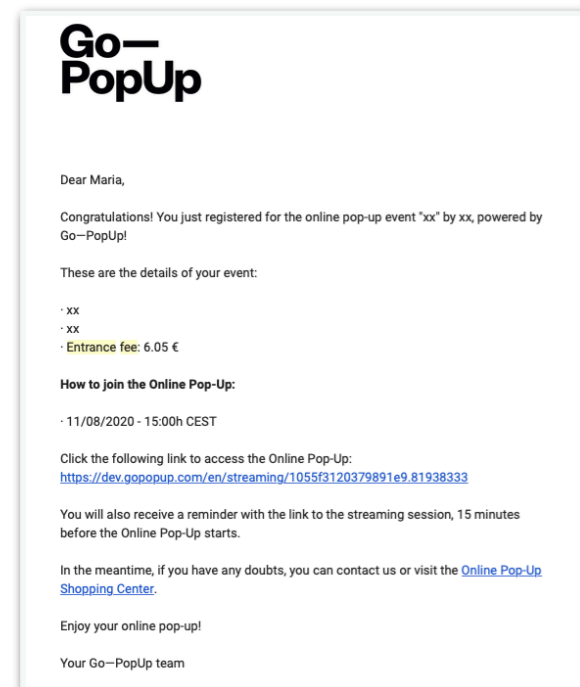 Go—
PopUp
Dear Maria,
Congratulations! You just registered for the online pop-up event "xx" by xx, powered by
Go—PopUp!
These are the details of your event:
· xx
· xx
· Entrance fee: 6.05 €
How to join the Online Pop-Up:
· 11/08/2020 - 15:00h CEST
Click the following link to access the Online Pop-Up:
https://dev.gopopup.com/en/streaming/1055f3120379891e9.81938333
You will also receive a reminder with the link to the streaming session, 15 minutes
before the Online Pop-Up starts.
In the meantime, if you have any doubts, you can contact us or visit the Online Pop-Up
Shopping Center.
Enjoy your online pop-up!
Your Go—PopUp team